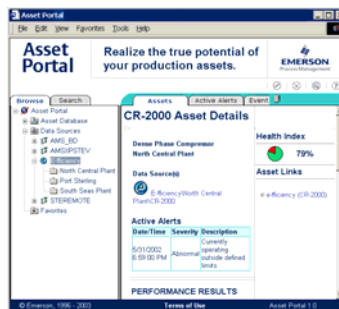 Asset Portal
File Edit View Favorites Tools Help
Asset Portal
Realize the true potential of
your production assets.
EMERSON
Process Management
Browse Search
Assets Active Alerts Event
Asset Portal
Asset Database
Data Sources
AMS_BD
AMSXIPSTEV
E-fficiency
North Central Plant
Port Sterling
South Seas Plant
STEREMOTE
Favorites
CR-2000 Asset Details
Dense Phase Compressor
North Central Plant
Data Source(s)
E-fficiency\North Central
Plant\CR-2000
Active Alerts
Date/Time Severity Description
5/31/2002
6:59:00 PM
Abnormal
Currently
operating
outside defined
limits
PERFORMANCE RESULTS
Health Index
79%
Asset Links
e-fficiency (CR-2000)
© Emerson, 1996 - 2003 Terms of Use Asset Portal 1.0